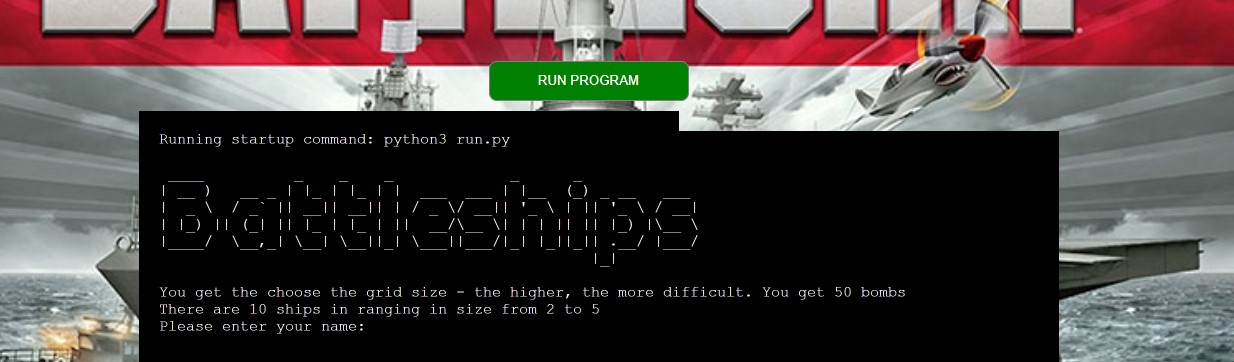 BATTLESHIP
RUN PROGRAM
Running startup command: python3 run.py
Battleships
You get the choose the grid size - the higher, the more difficult. You get 50 bombs
There are 10 ships in ranging in size from 2 to 5
Please enter your name: